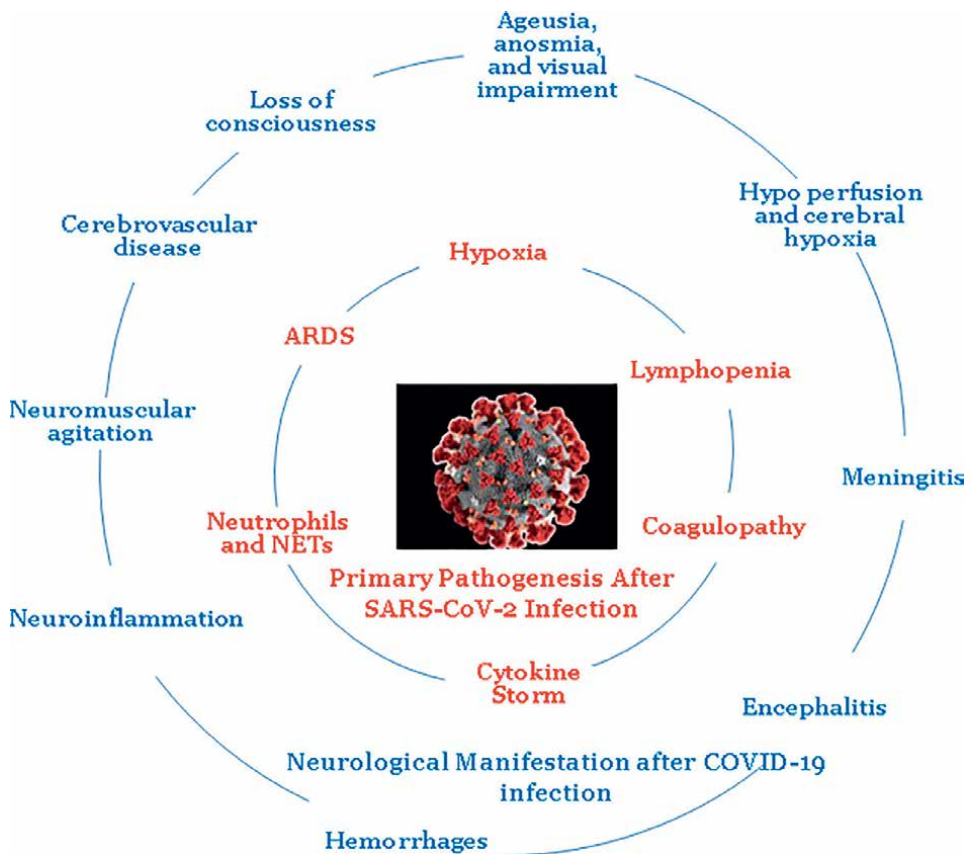 Ageusia,
anosmia,
and visual
impairment
Loss of
consciousness
Hypo perfusion
and cerebral
hypoxia
Cerebrovascular
disease
Hypoxia
ARDS
Lymphopenia
Neuromuscular
agitation
Meningitis
Neutrophils
and NETs
Coagulopathy
Primary Pathogenesis After
SARS-CoV-2 Infection
Neuroinflammation
Cytokine
Storm
Encephalitis
Neurological Manifestation after COVID-19
infection
Hemorrhages